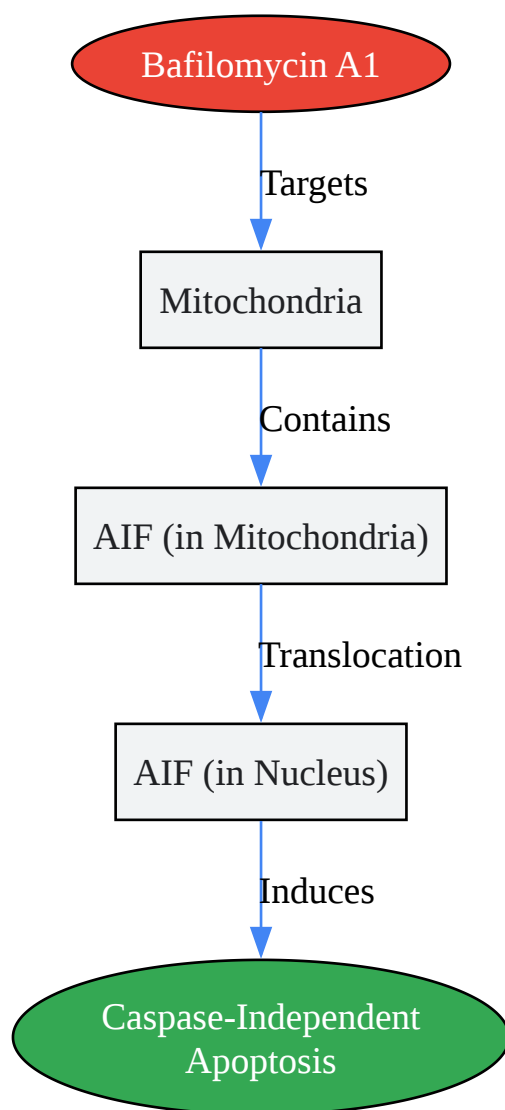 Bafilomycin A1
Targets
Mitochondria
Contains
AIF (in Mitochondria)
Translocation
AIF (in Nucleus)
Induces
Caspase-Independent
Apoptosis